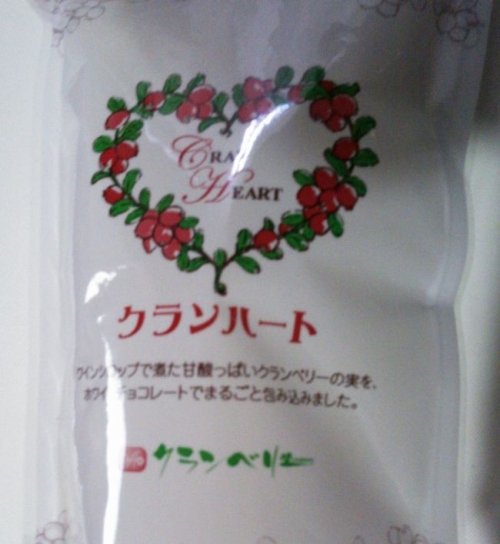 CRAN
HEART
クランハート
ワインシロップで煮た甘酸っぱいクランベリーの実を、
ホワイトチョコレートでまるごと包み込みました。
クランベリー